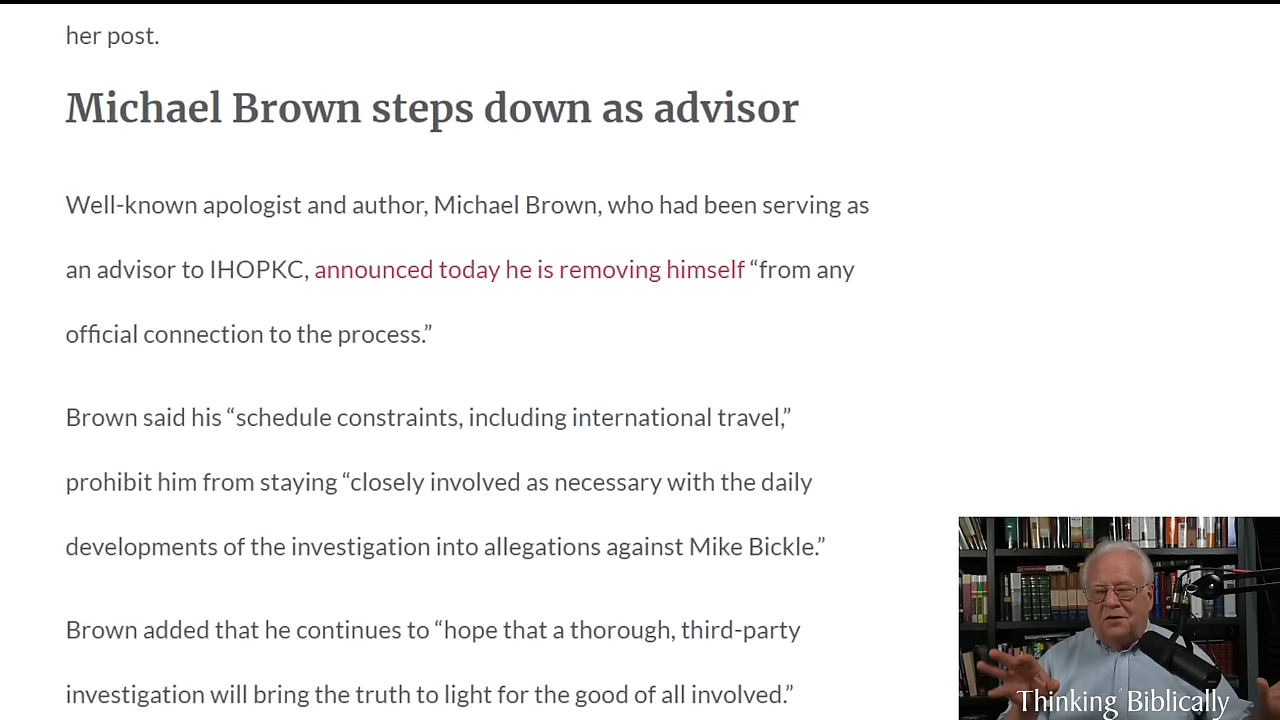 her post.
Michael Brown steps down as advisor
Well-known apologist and author, Michael Brown, who had been serving as
an advisor to IHOPKC, announced today he is removing himself “from any
official connection to the process.”
Brown said his “schedule constraints, including international travel,”
prohibit him from staying “closely involved as necessary with the daily
developments of the investigation into allegations against Mike Bickle.”
Brown added that he continues to “hope that a thorough, third-party
investigation will bring the truth to light for the good of all involved.”
Thinking Biblically